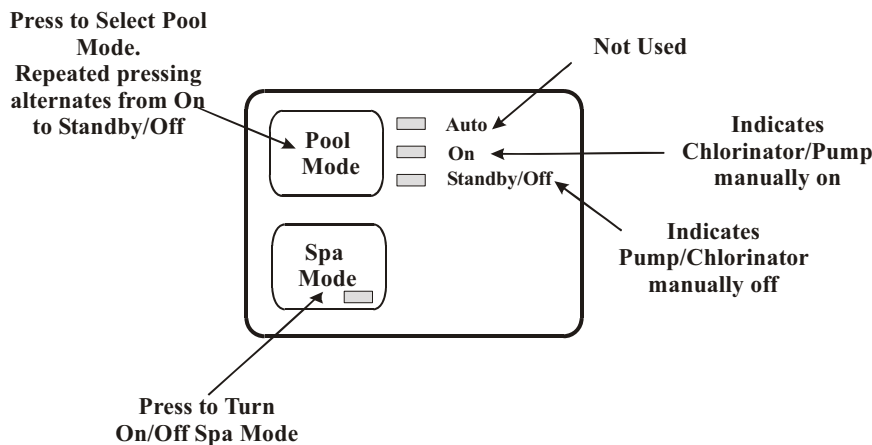 Press to Select Pool
Mode.
Repeated pressing
alternates from On
to Standby/Off
Not Used
Pool
Mode
Auto
On
Standby/Off
Indicates
Chlorinator/Pump
manually on
Indicates
Pump/Chlorinator
manually off
Spa
Mode
Press to Turn
On/Off Spa Mode